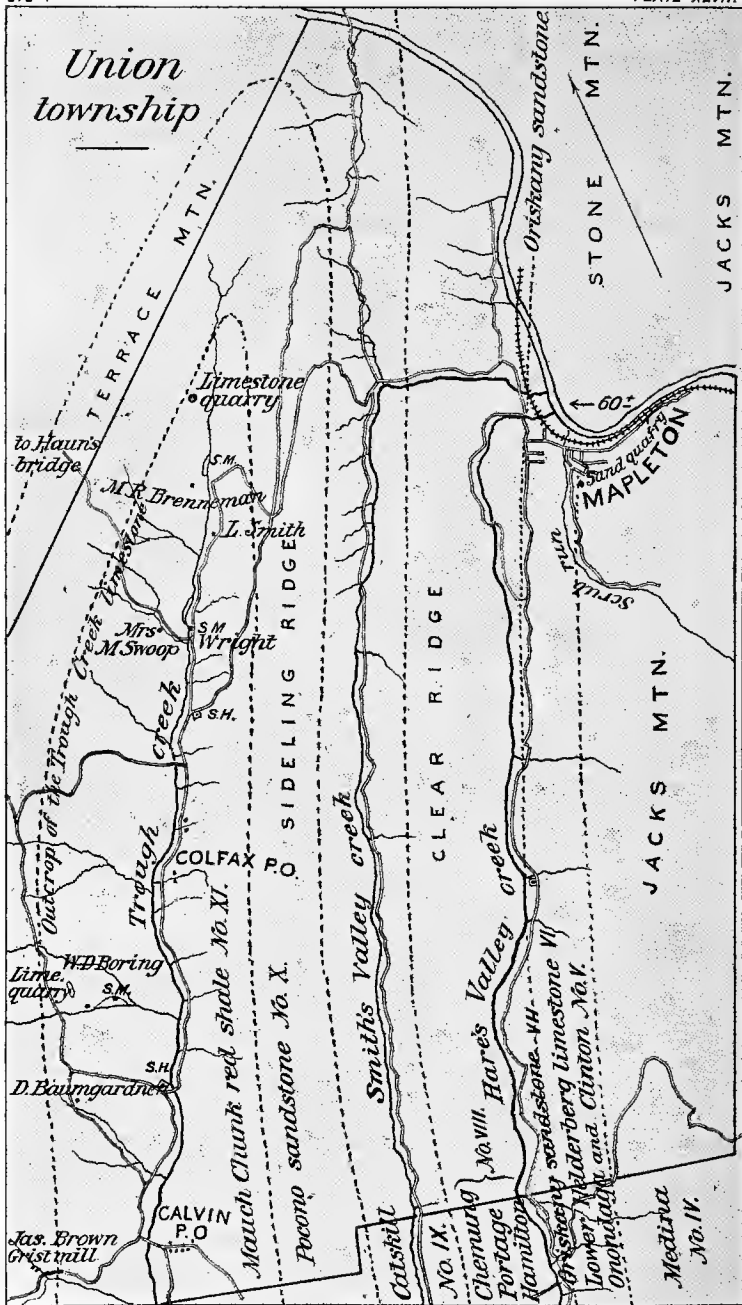 Union
township
TERRACE MTN.
Oriskany sandstone
STONE MTN.
JACKS MTN.
Limestone
quarry
to Haun's
bridge
S.M.
M.R. Brenneman
L. Smith
60±
Sand quarry
MAPLETON
Scrub run
Outcrop of the Trough Creek limestone
Mrs.
M. Swoop
S.M.
Wright
S.H.
SIDELING RIDGE
CLEAR RIDGE
JACKS MTN.
Trough creek
Smith's Valley creek
Hare's Valley creek
COLFAX P.O.
W.D. Boring
Lime.
quarry
S.M.
S.H.
D. Baumgardner
CALVIN
P.O
Jas. Brown
Gristmill
Mauch Chunk red shale No. XI.
Pocono sandstone No. X.
Catskill
No. IX.
Chemung
Portage
Hamilton
No. VIII.
Oriskany sandstone VII
Lower Helderberg limestone VI
Onondaga and Clinton No. V.
Medina
No. IV.